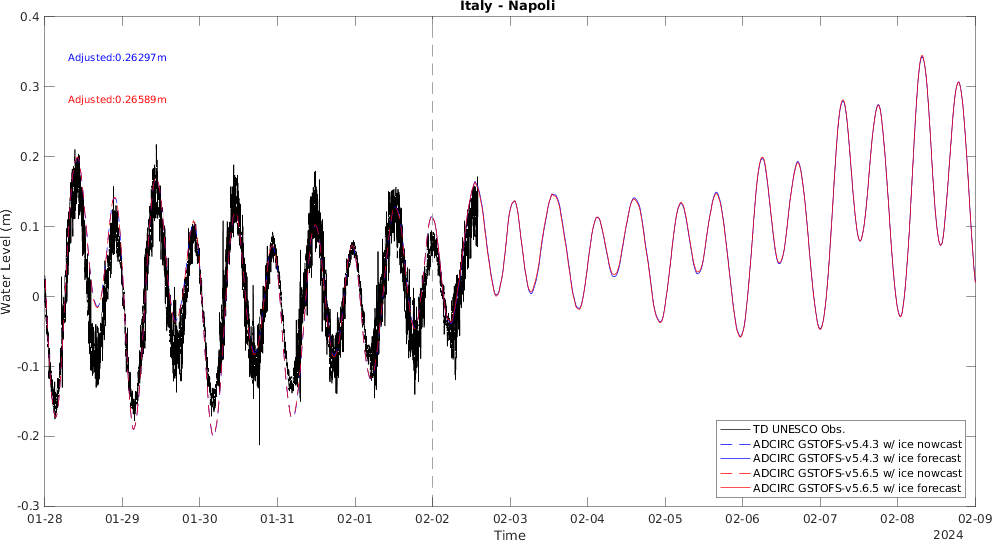 Italy - Napoli
Adjusted:0.26297m
Adjusted:0.26589m
0.4
0.3
0.2
0.1
0
-0.1
-0.2
-0.3
Water Level (m)
TD UNESCO Obs.
ADCIRC GSTOFS-v5.4.3 w/ ice nowcast
ADCIRC GSTOFS-v5.4.3 w/ ice forecast
ADCIRC GSTOFS-v5.6.5 w/ ice nowcast
ADCIRC GSTOFS-v5.6.5 w/ ice forecast
01-28 01-29 01-30 01-31 02-01 02-02 02-03 02-04 02-05 02-06 02-07 02-08 02-09
Time
2024